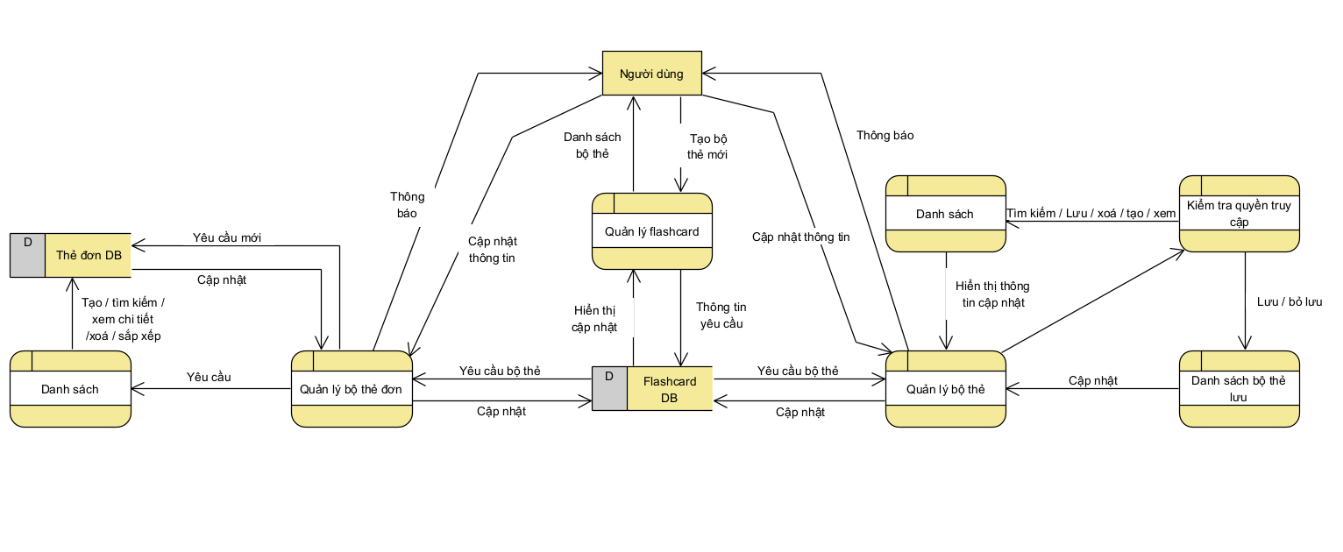 Người dùng
Thông báo
Danh sách
bộ thẻ
Tạo bộ
thẻ mới
Thông
báo
Danh sách
Tìm kiếm / Lưu / xoá / tạo / xem
Kiểm tra quyền truy
cập
Quản lý flashcard
Cập nhật
thông tin
Cập nhật thông tin
D
Thẻ đơn DB
Yêu cầu mới
Cập nhật
Tạo / tìm kiếm /
xem chi tiết
/xoá / sắp xếp
Hiển thị
cập nhật
Thông tin
yêu cầu
Hiển thị thông
tin cập nhật
Lưu / bỏ lưu
Danh sách
Yêu cầu
Quản lý bộ thẻ đơn
Yêu cầu bộ thẻ
Cập nhật
D
Flashcard
DB
Yêu cầu bộ thẻ
Cập nhật
Quản lý bộ thẻ
Cập nhật
Danh sách bộ thẻ
lưu